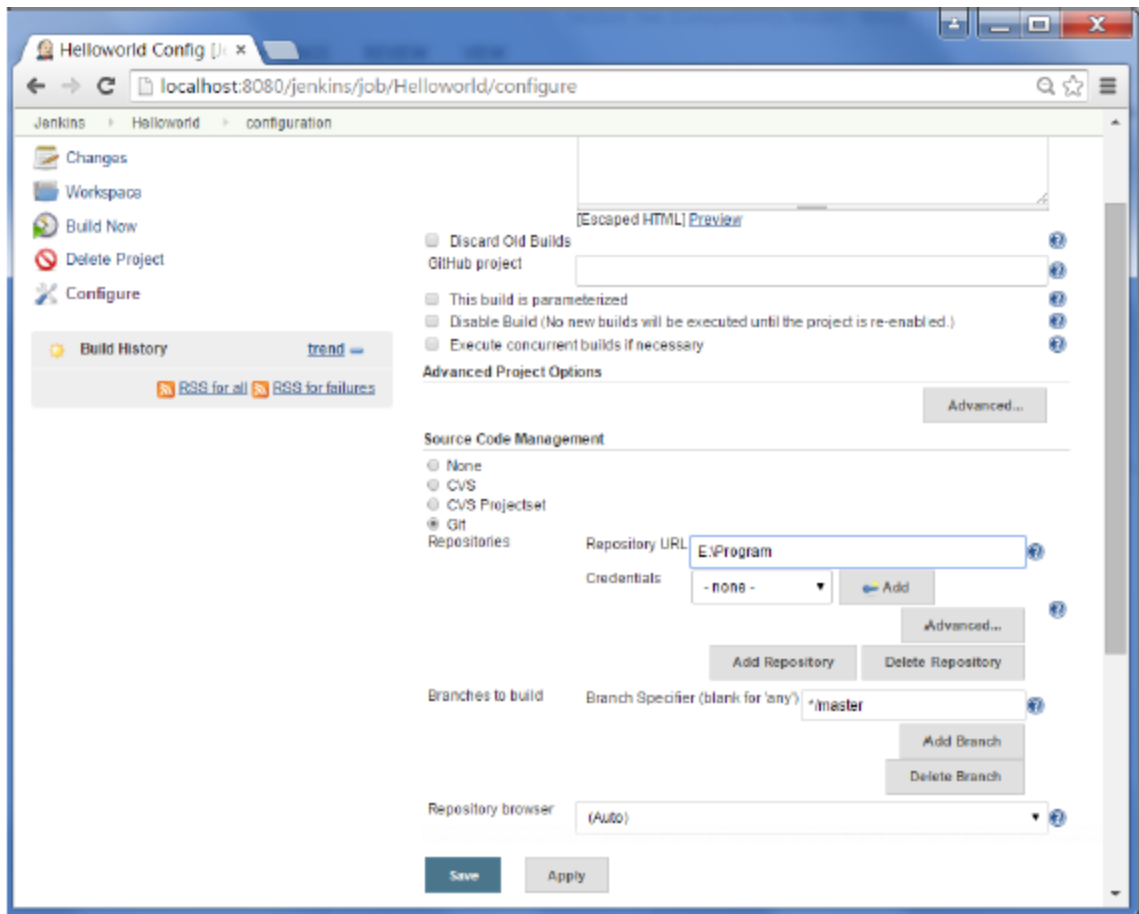 Helloworld Config [Je
localhost:8080/jenkins/job/Helloworld/configure
Jenkins Helloworld configuration
Changes
Workspace
Build Now
Delete Project
Configure
Build History trend
RSS for all RSS for failures
[Escaped HTML] Preview
Discard Old Builds
GitHub project
This build is parameterized
Disable Build (No new builds will be executed until the project is re-enabled.)
Execute concurrent builds if necessary
Advanced Project Options
Advanced...
Source Code Management
None
CVS
CVS Projectset
Git
Repositories Repository URL E:\Program
Credentials - none - Add
Advanced...
Add Repository Delete Repository
Branches to build Branch Specifier (blank for 'any') */master
Add Branch
Delete Branch
Repository browser (Auto)
Save Apply